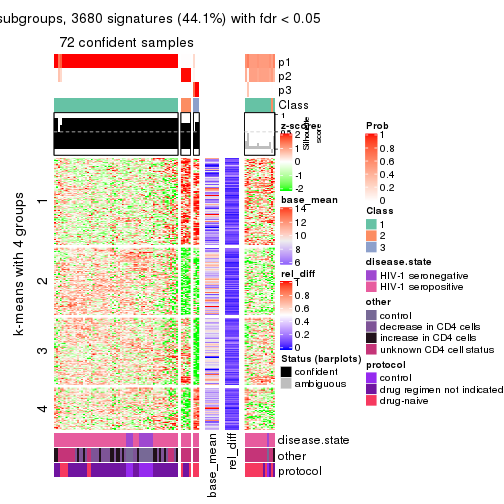 subgroups, 3680 signatures (44.1%) with fdr < 0.05
72 confident samples
p1
p2
p3
Class
1
Silhouette
score
z-score
2
1
0
-1
-2
base_mean
14
12
10
8
6
rel_diff
1
0.8
0.6
0.4
0.2
0
Status (barplots)
confident
ambiguous
Prob
1
0.8
0.6
0.4
0.2
0
Class
1
2
3
disease.state
HIV-1 seronegative
HIV-1 seropositive
other
control
decrease in CD4 cells
increase in CD4 cells
unknown CD4 cell status
protocol
control
drug regimen not indicated
drug-naive
k-means with 4 groups
1
2
3
4
disease.state
other
protocol
base_mean
rel_diff